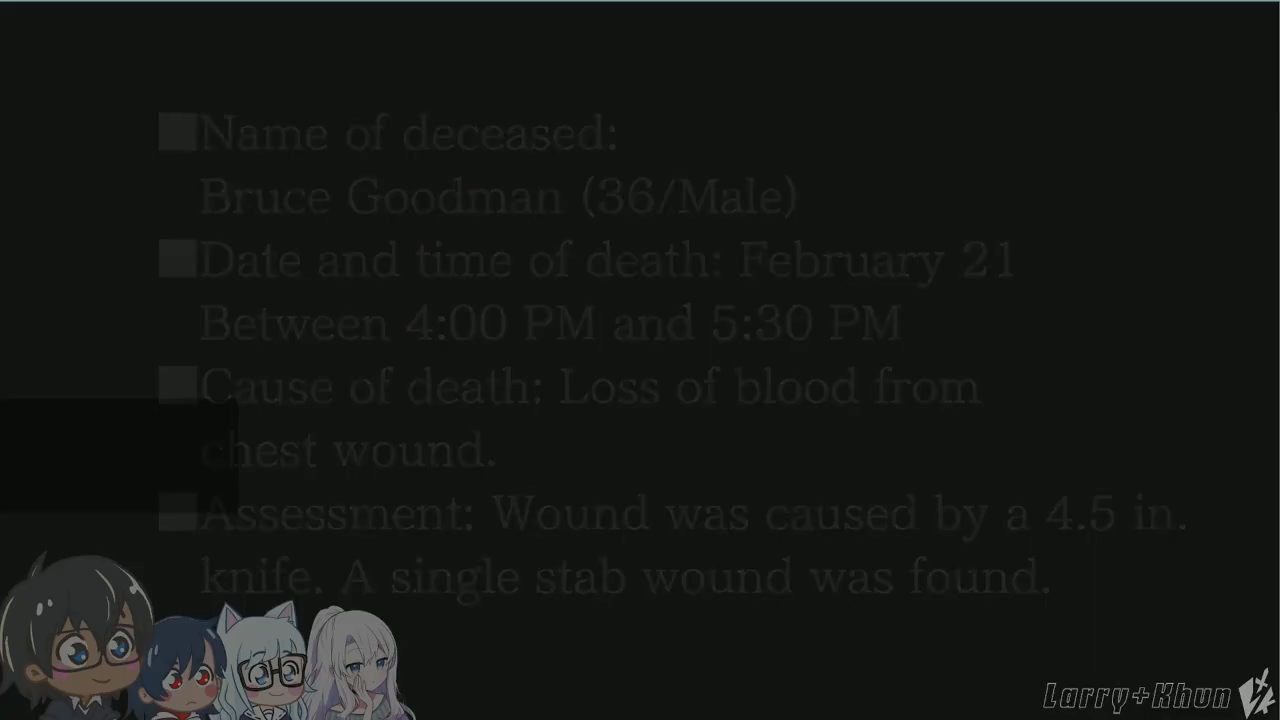 ■Name of deceased:
Bruce Goodman (36/Male)
■Date and time of death: February 21
Between 4:00 PM and 5:30 PM
■Cause of death: Loss of blood from
chest wound.
■Assessment: Wound was caused by a 4.5 in.
knife. A single stab wound was found.
Larry+Khun